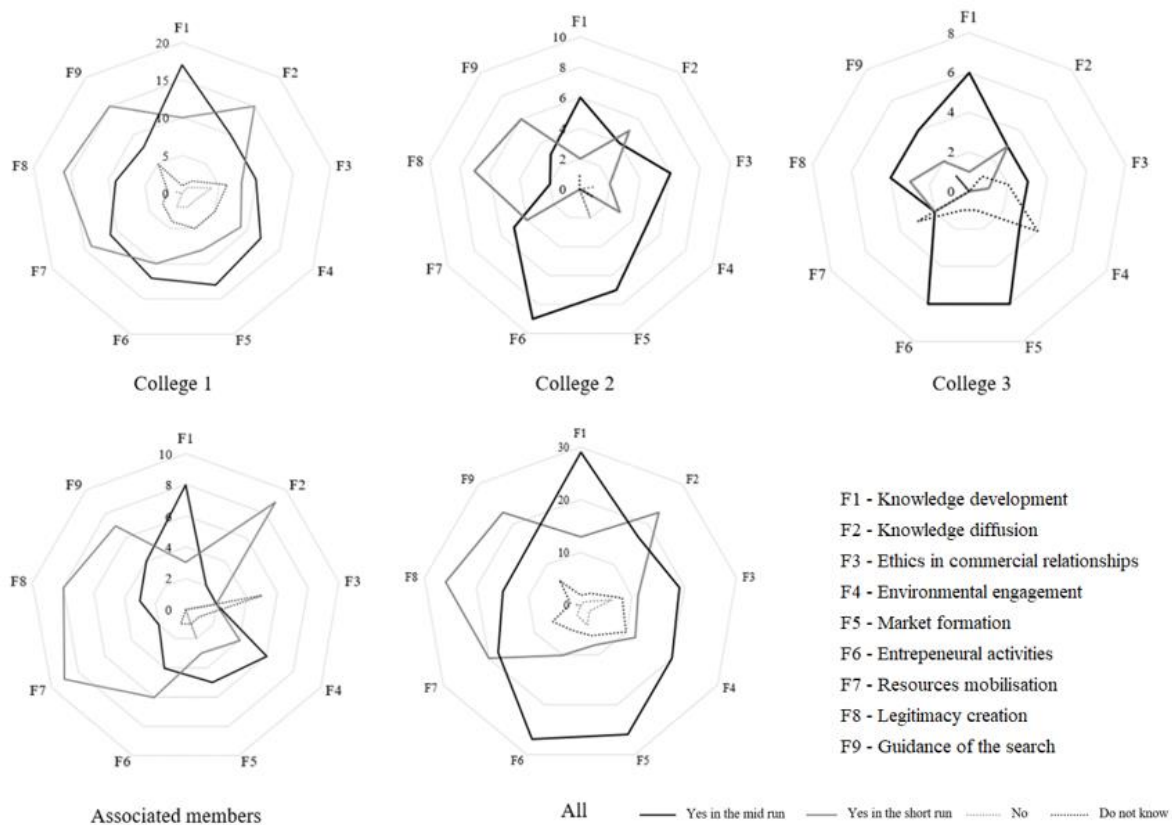 F1
20
F9
F2
15
10
5
F8
0
F3
F7
F4
F6
F5
College 1
F1
10
F9
F2
8
6
4
2
F8
0
F3
F7
F4
F6
F5
College 2
F1
8
F9
F2
6
4
2
F8
0
F3
F7
F4
F6
F5
College 3
F1
10
F9
F2
8
6
4
2
F8
0
F3
F7
F4
F6
F5
Associated members
F1
30
F9
F2
20
10
F8
0
F3
F7
F4
F6
F5
All
F1 - Knowledge development
F2 - Knowledge diffusion
F3 - Ethics in commercial relationships
F4 - Environmental engagement
F5 - Market formation
F6 - Entrepeneural activities
F7 - Resources mobilisation
F8 - Legitimacy creation
F9 - Guidance of the search
Yes in the mid run Yes in the short run No Do not know